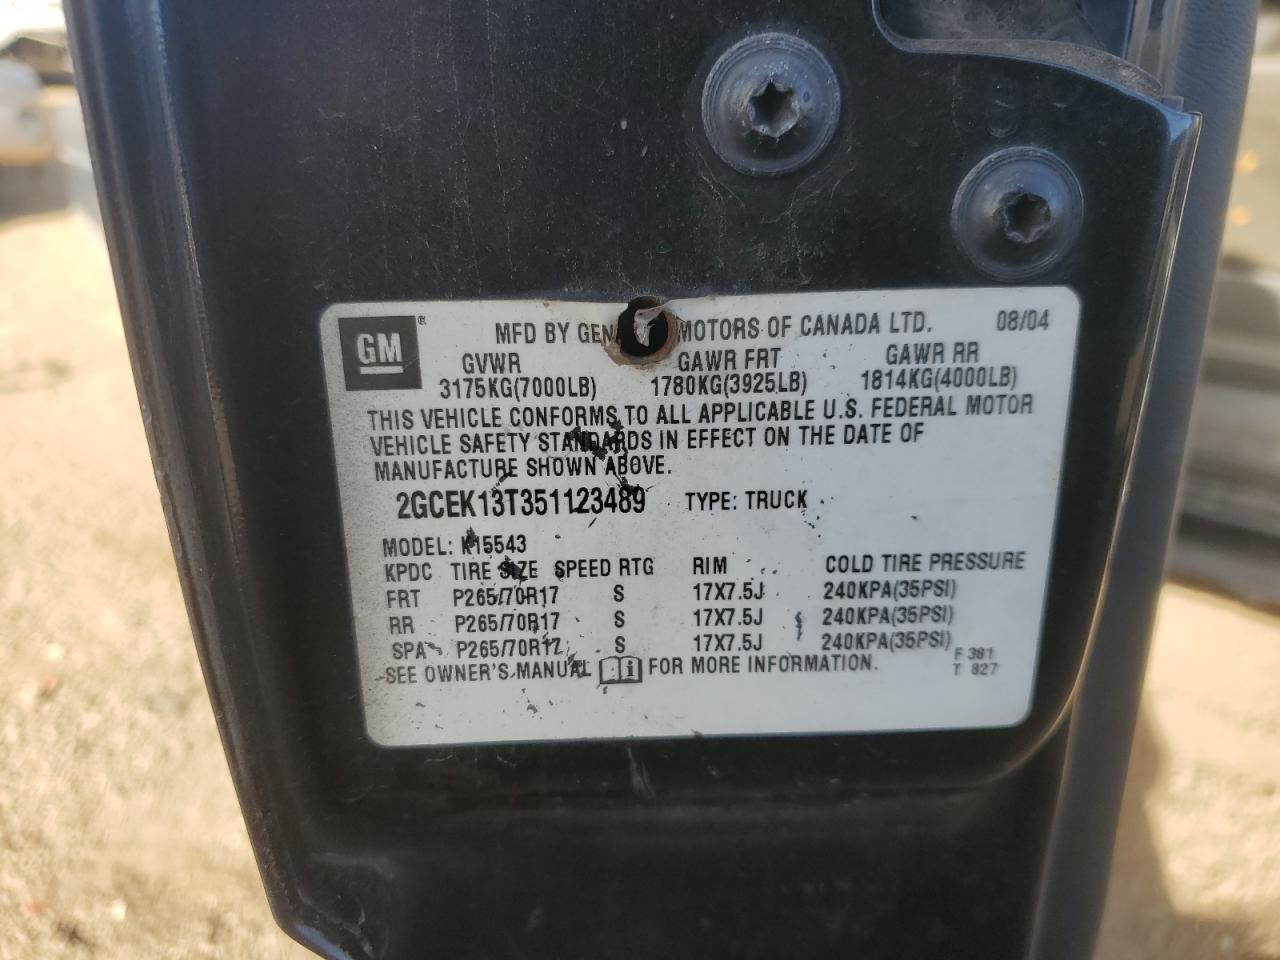 GM® MFD BY GEN MOTORS OF CANADA LTD. 08/04
GVWR GAWR FRT GAWR RR
3175KG(7000LB) 1780KG(3925LB) 1814KG(4000LB)
THIS VEHICLE CONFORMS TO ALL APPLICABLE U.S. FEDERAL MOTOR
VEHICLE SAFETY STANDARDS IN EFFECT ON THE DATE OF
MANUFACTURE SHOWN ABOVE.
2GCEK13T351123489 TYPE: TRUCK
MODEL: K15543
KPDC TIRE SIZE SPEED RTG RIM COLD TIRE PRESSURE
FRT P265/70R17 S 17X7.5J 240KPA(35PSI)
RR P265/70R17 S 17X7.5J 240KPA(35PSI)
SPA P265/70R17 S 17X7.5J 240KPA(35PSI)
F 381
SEE OWNER'S MANUAL FOR MORE INFORMATION. T 827